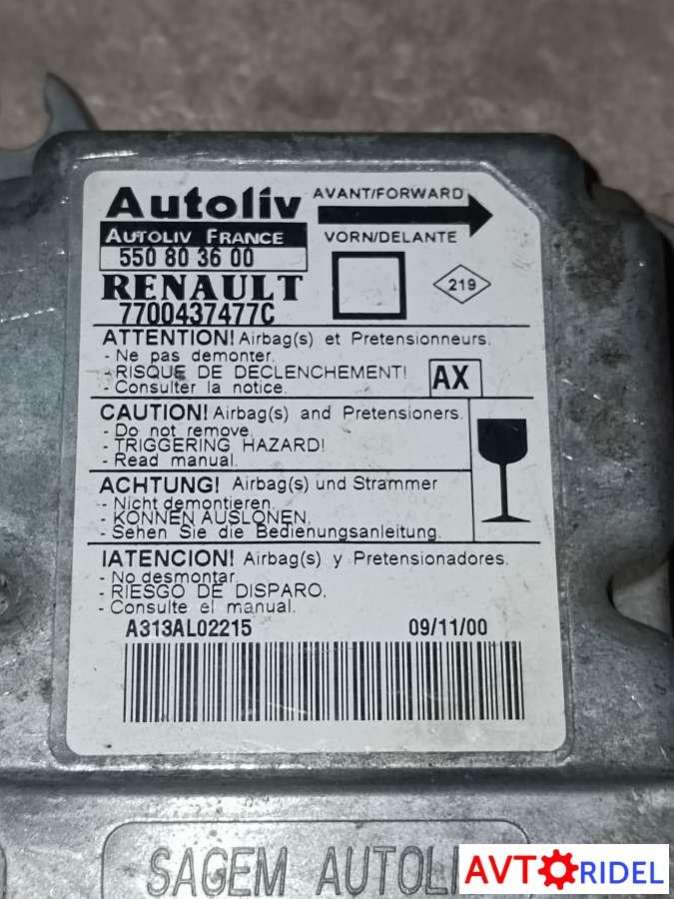 Autoliv
AVANT/FORWARD
AUTOLIV FRANCE
VORN/DELANTE
550 80 36 00
RENAULT
219
7700437477C
ATTENTION! Airbag(s) et Pretensionneurs.
- Ne pas demonter.
- RISQUE DE DECLENCHEMENT!
- Consulter la notice.
AX
CAUTION! Airbag(s) and Pretensioners.
- Do not remove.
- TRIGGERING HAZARD!
- Read manual.
ACHTUNG! Airbag(s) und Strammer
- Nicht demontieren.
- KONNEN AUSLONEN.
- Sehen Sie die Bedienungsanleitung.
IATENCION! Airbag(s) y Pretensionadores.
- No desmontar.
- RIESGO DE DISPARO.
- Consulte el manual.
A313AL02215 09/11/00
SAGEM AUTOLI
AVTORIDEL